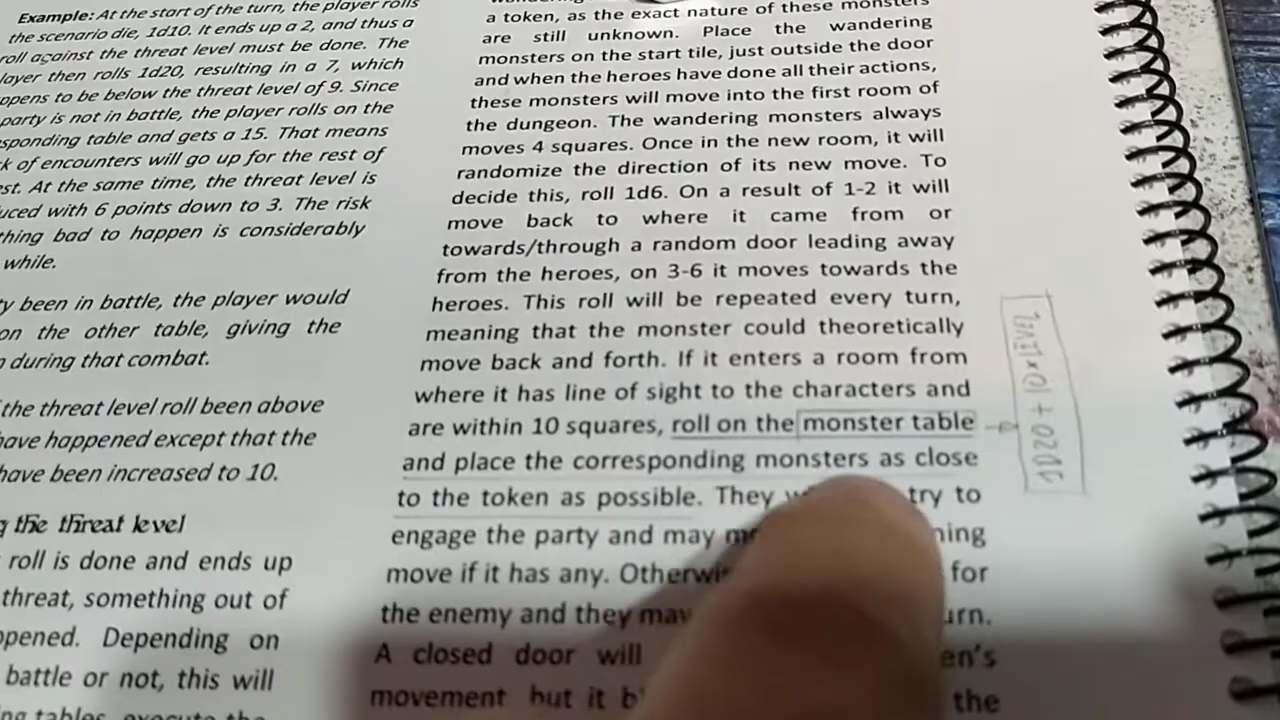 Example: At the start of the turn, the player rolls
the scenario die, 1d10. It ends up a 2, and thus a
roll against the threat level must be done. The
layer then rolls 1d20, resulting in a 7, which
ppens to be below the threat level of 9. Since
party is not in battle, the player rolls on the
sponding table and gets a 15. That means
k of encounters will go up for the rest of
est. At the same time, the threat level is
uced with 6 points down to 3. The risk
thing bad to happen is considerably
while.
ty been in battle, the player would
on the other table, giving the
during that combat.
the threat level roll been above
have happened except that the
have been increased to 10.
g the threat level
roll is done and ends up
threat, something out of
ppened. Depending on
battle or not, this will
ng tables, execute the
a token, as the exact nature of these monsters
are still unknown. Place the wandering
monsters on the start tile, just outside the door
and when the heroes have done all their actions,
these monsters will move into the first room of
the dungeon. The wandering monsters always
moves 4 squares. Once in the new room, it will
randomize the direction of its new move. To
decide this, roll 1d6. On a result of 1-2 it will
move back to where it came from or
towards/through a random door leading away
from the heroes, on 3-6 it moves towards the
heroes. This roll will be repeated every turn,
meaning that the monster could theoretically
move back and forth. If it enters a room from
where it has line of sight to the characters and
are within 10 squares, roll on the monster table
and place the corresponding monsters as close
to the token as possible. They try to
engage the party and may
move if it has any. for
the enemy and they may
A closed door will
movement but it the
1D20 + 10xLEVEL